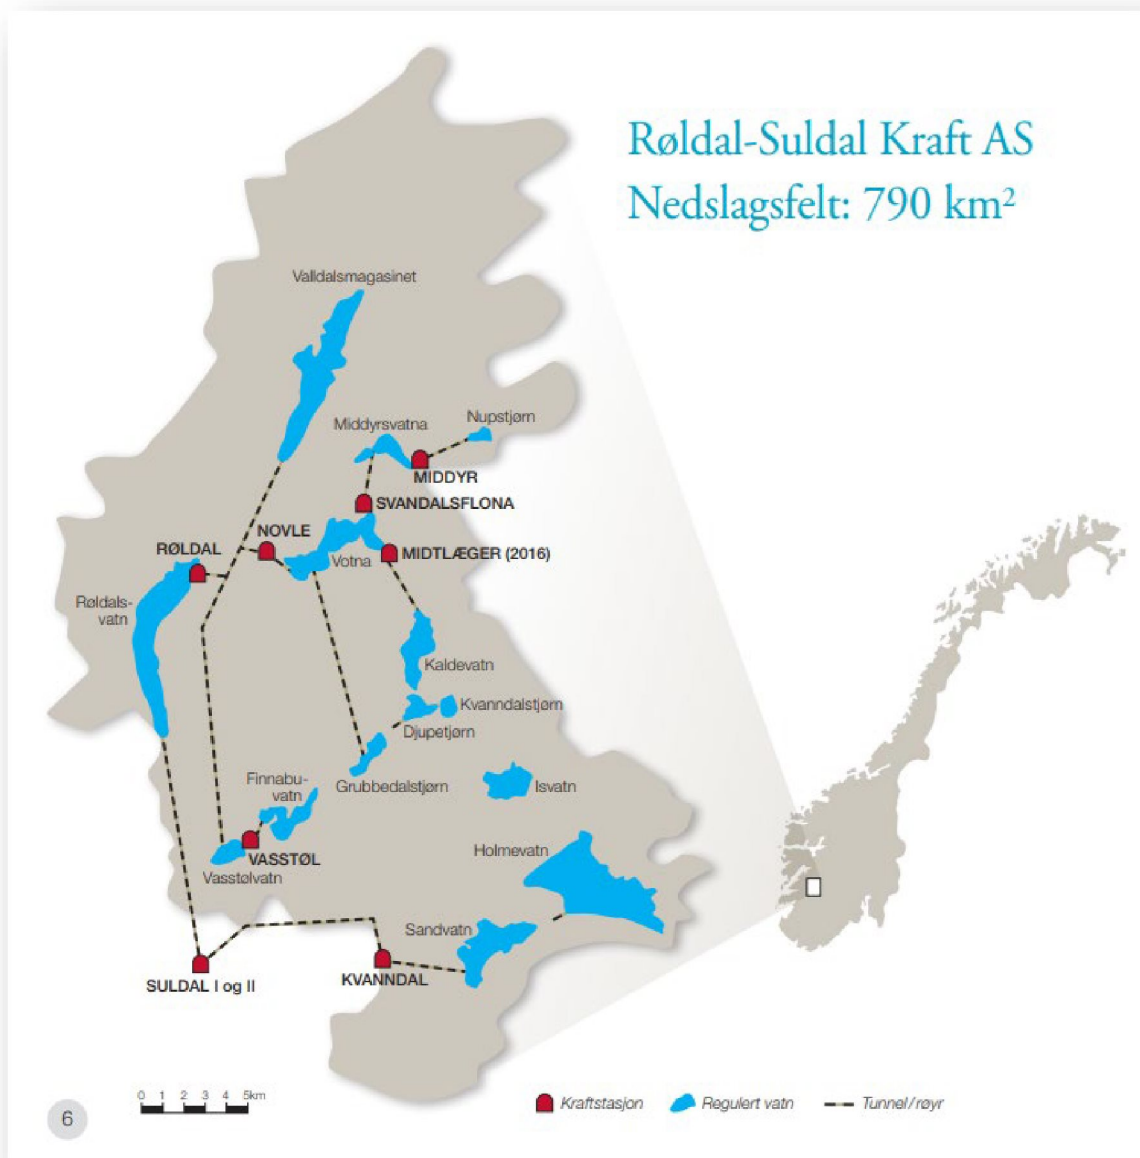 Røldal-Suldal Kraft AS
Nedslagsfelt: 790 km²
Valldalsmagasinet
Nupstjørn
Middyrsvatna
MIDDYR
SVANDALSFLONA
NOVLE
RØLDAL
MIDTLÆGER (2016)
Votna
Røldals-
vatn
Kaldevatn
Kvanndalstjørn
Djupetjørn
Finnabu-
vatn
Grubbedalstjørn
Isvatn
Holmevatn
VASSTØL
Vasstølvatn
Sandvatn
KVANNDAL
SULDAL I og II
0 1 2 3 4 5km
Kraftstasjon
Regulert vatn
Tunnel/røyr
6